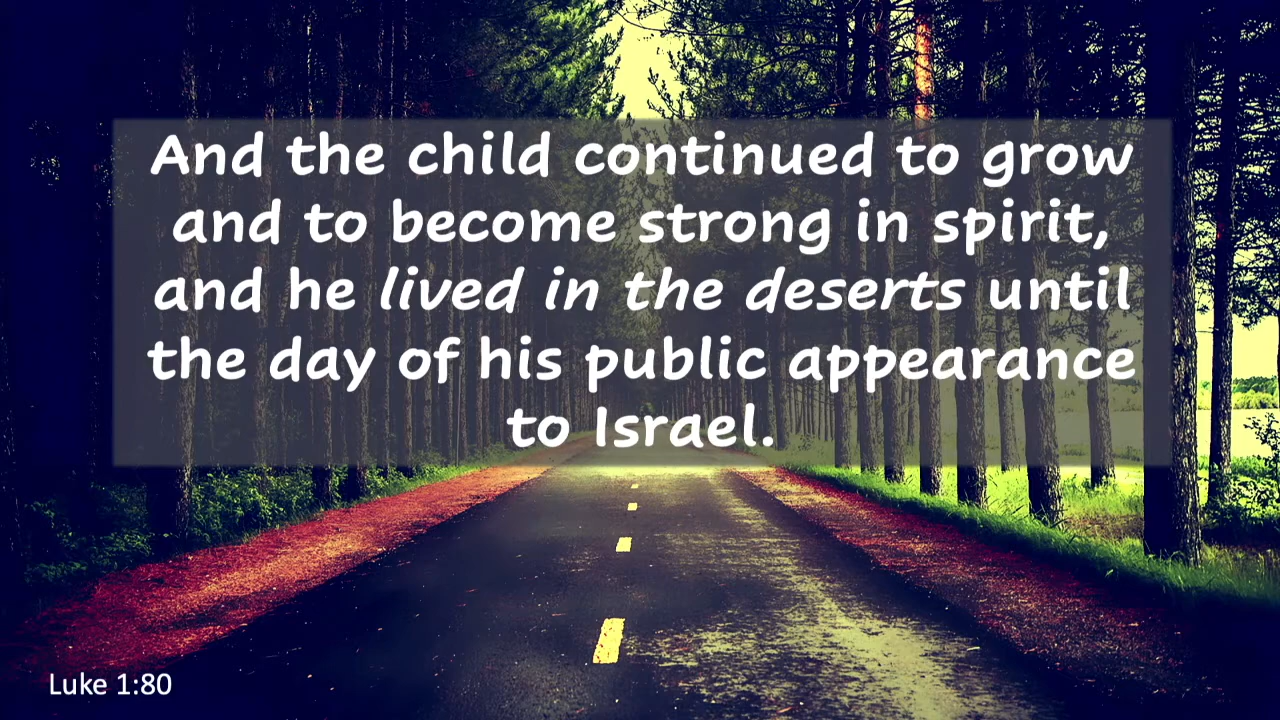 And the child continued to grow
and to become strong in spirit,
and he lived in the deserts until
the day of his public appearance
to Israel.
Luke 1:80